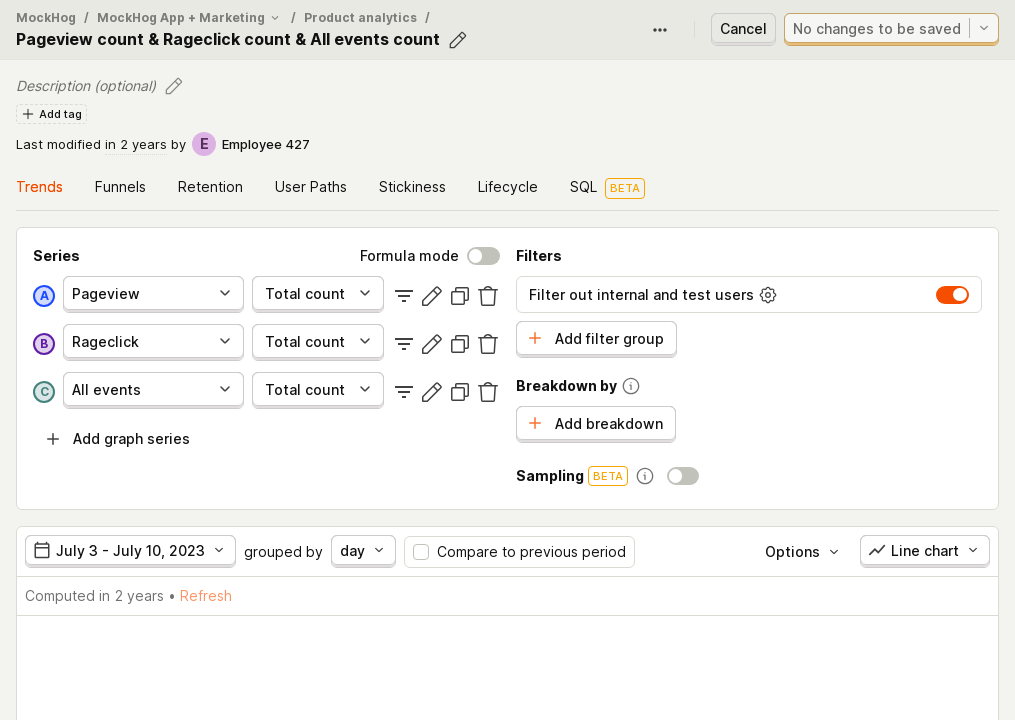 MockHog / MockHog App + Marketing / Product analytics /
Pageview count & Rageclick count & All events count
Cancel
No changes to be saved
Description (optional)
Add tag
Last modified in 2 years by E Employee 427
Trends Funnels Retention User Paths Stickiness Lifecycle SQL BETA
Series
Formula mode
A Pageview Total count
B Rageclick Total count
C All events Total count
Add graph series
Filters
Filter out internal and test users
Add filter group
Breakdown by
Add breakdown
Sampling BETA
July 3 - July 10, 2023 grouped by day Compare to previous period Options Line chart
Computed in 2 years • Refresh